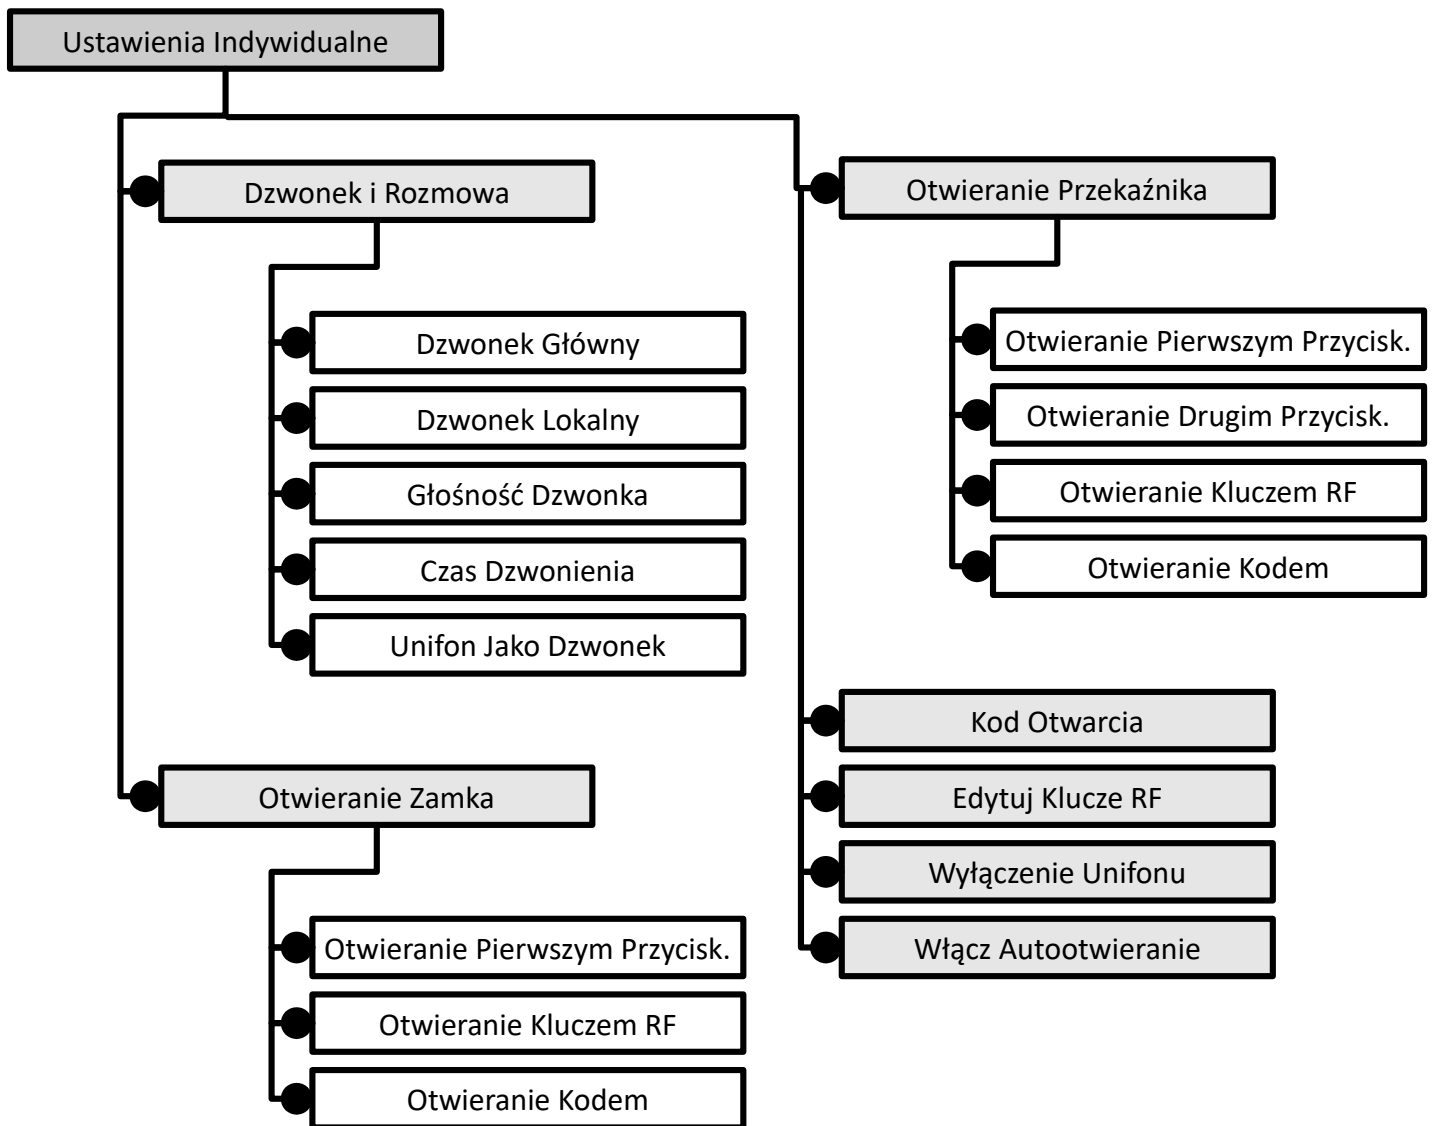 Ustawienia Indywidualne
Dzwonek i Rozmowa
Dzwonek Główny
Dzwonek Lokalny
Głośność Dzwonka
Czas Dzwonienia
Unifon Jako Dzwonek
Otwieranie Zamka
Otwieranie Pierwszym Przycisk.
Otwieranie Kluczem RF
Otwieranie Kodem
Otwieranie Przekaźnika
Otwieranie Pierwszym Przycisk.
Otwieranie Drugim Przycisk.
Otwieranie Kluczem RF
Otwieranie Kodem
Kod Otwarcia
Edytuj Klucze RF
Wyłączenie Unifonu
Włącz Autootwieranie